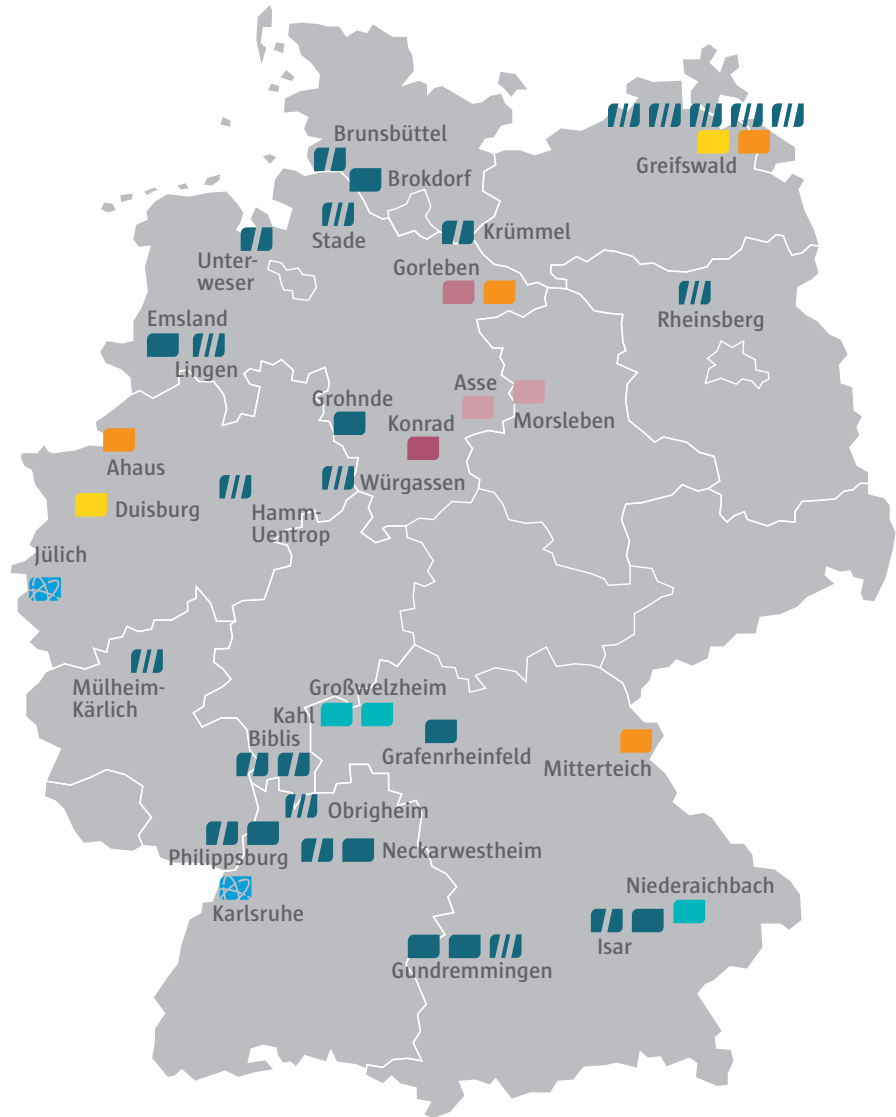 Brunsbüttel
Brokdorf
Greifswald
Stade
Krümmel
Unter-
weser
Gorleben
Rheinsberg
Emsland
Lingen
Asse
Grohnde
Morsleben
Konrad
Ahaus
Würgassen
Duisburg
Hamm-
Uentrop
Jülich
Mülheim-
Kärlich
Großwelzheim
Kahl
Biblis
Grafenrheinfeld
Mitterteich
Obrigheim
Philippsburg
Neckarwestheim
Niederaichbach
Karlsruhe
Isar
Gundremmingen